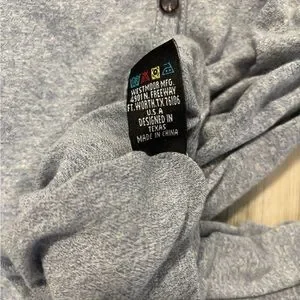 WESTMOOR MFG.
4901 N. FREEWAY
FT. WORTH, TX 76106
U.S.A
DESIGNED IN
TEXAS
MADE IN CHINA